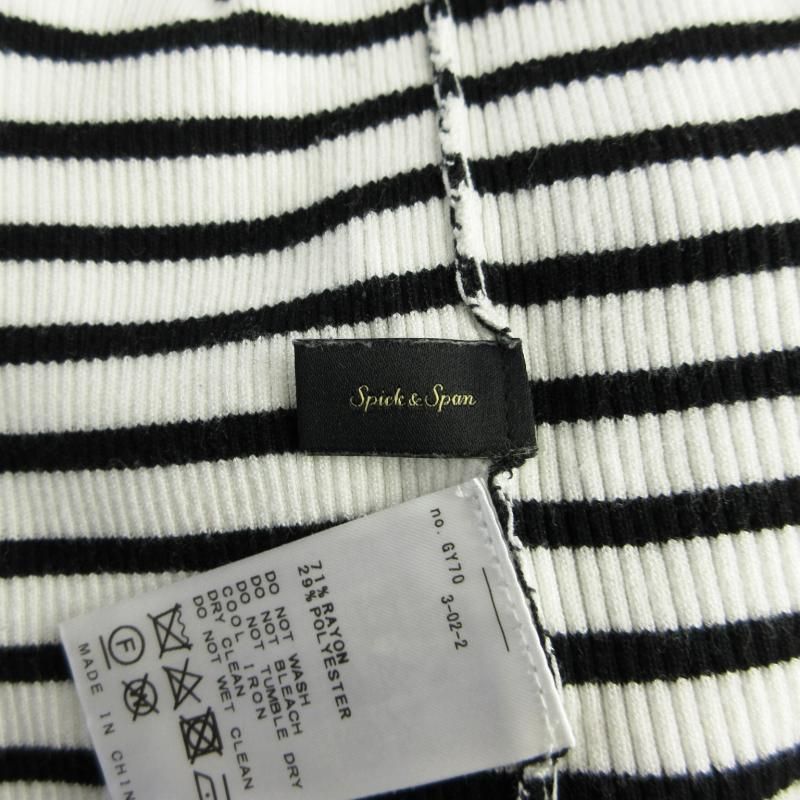 Spick & Span
no. GY70 3-02-2
71% RAYON
29% POLYESTER
DO NOT WASH
DO NOT BLEACH
DO NOT TUMBLE DRY
COOL IRON
DRY CLEAN
DO NOT WET CLEAN
F
W
MADE IN CHIN